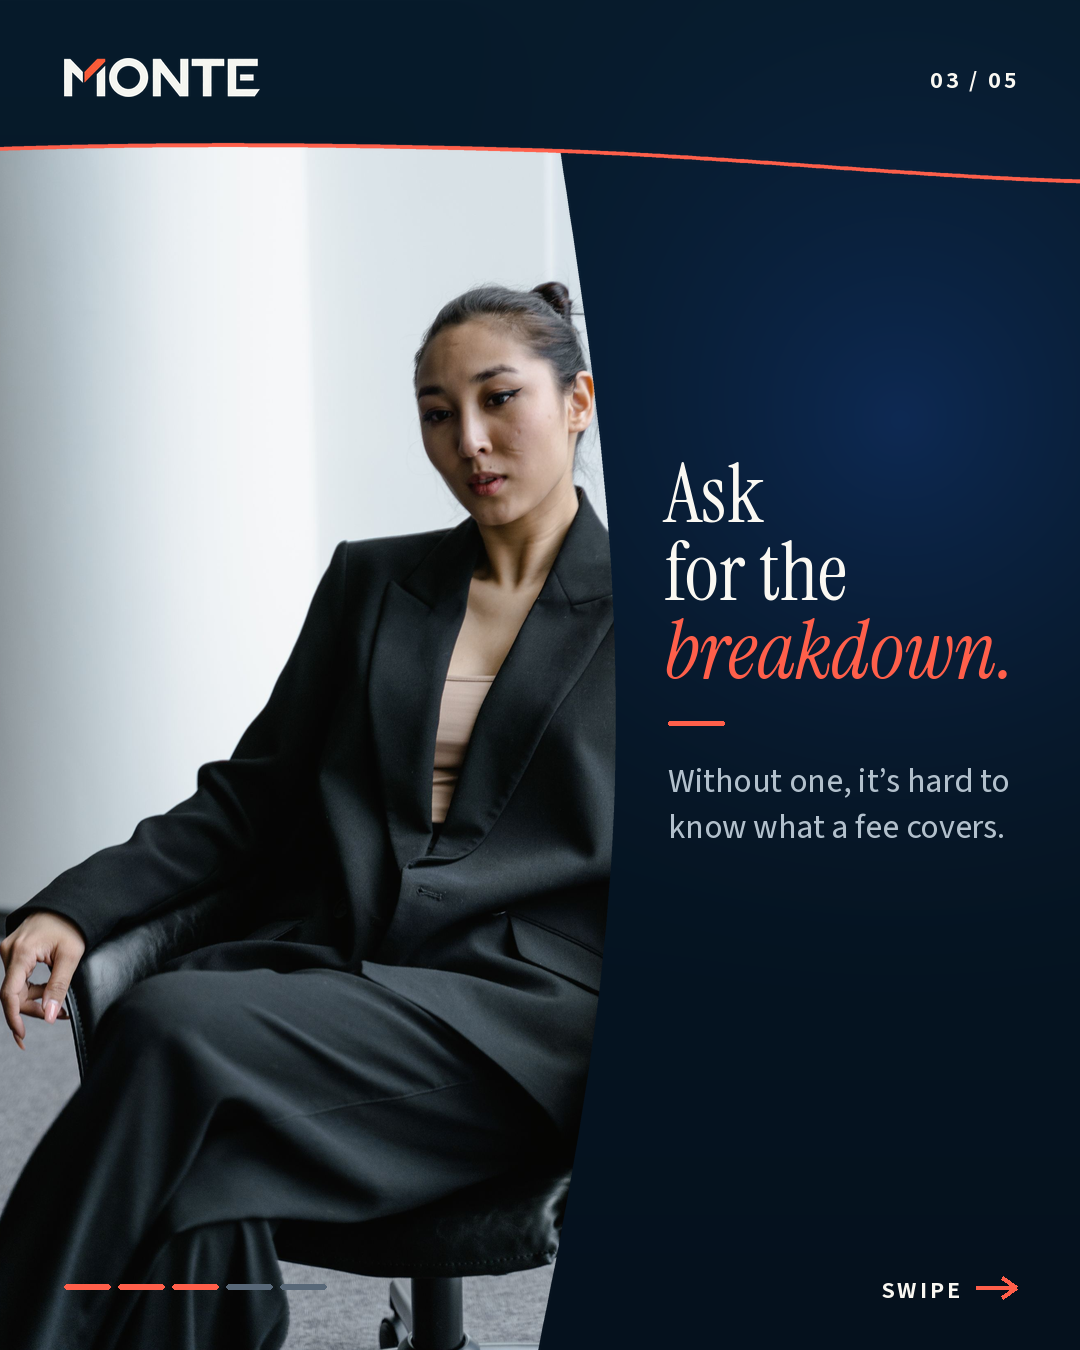 MONTE
03 / 05
Ask
for the
breakdown.
Without one, it’s hard to
know what a fee covers.
SWIPE